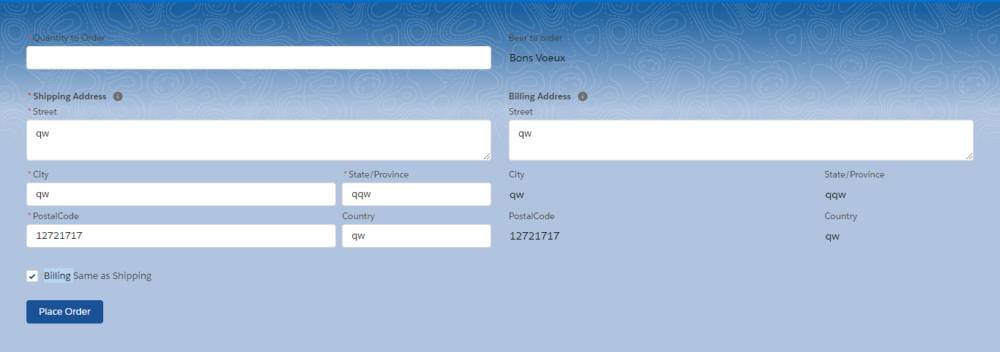 *Quantity to Order
Beer to order
Bons Voeux
*Shipping Address
*Street
qw
*City
qw
*State/Province
qqw
*PostalCode
12721717
Country
qw
Billing Address
Street
qw
City
qw
State/Province
qqw
PostalCode
12721717
Country
qw
Billing Same as Shipping
Place Order